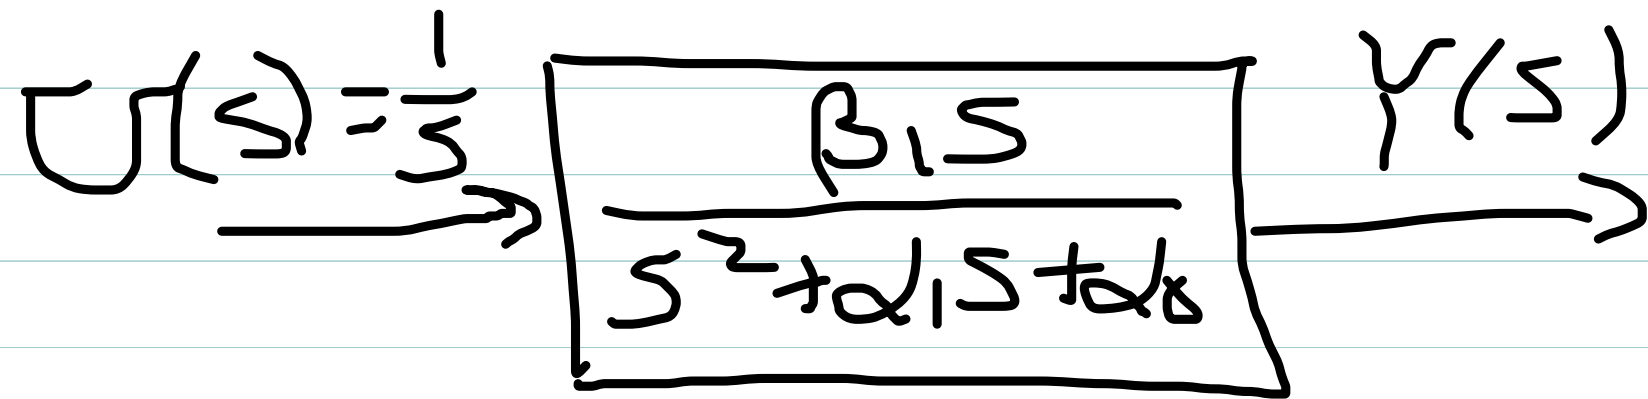 U(s) = 1/s
β₁s / s² + α₁s + α₀
Y(s)